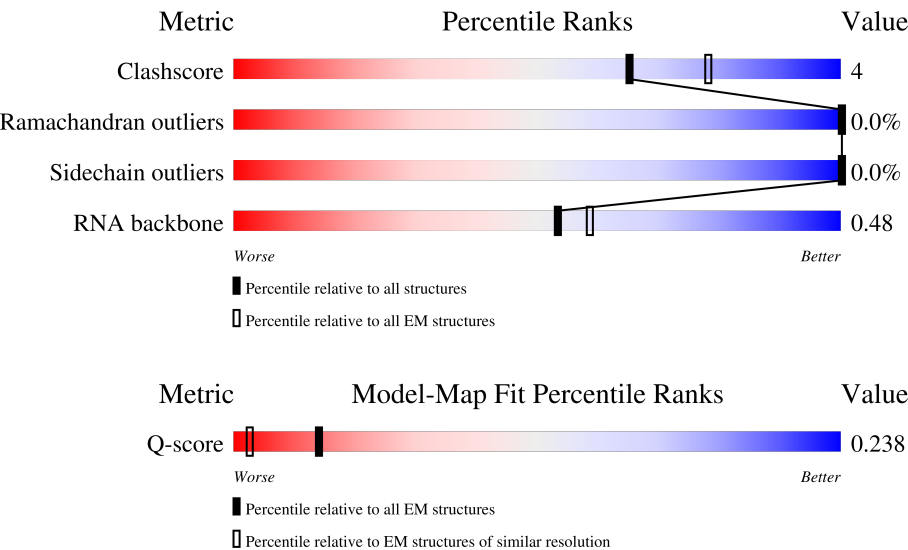 Metric Percentile Ranks Value
Clashscore 4
Ramachandran outliers 0.0%
Sidechain outliers 0.0%
RNA backbone 0.48
Worse Better
Percentile relative to all structures
Percentile relative to all EM structures
Metric Model-Map Fit Percentile Ranks Value
Q-score 0.238
Worse Better
Percentile relative to all EM structures
Percentile relative to EM structures of similar resolution